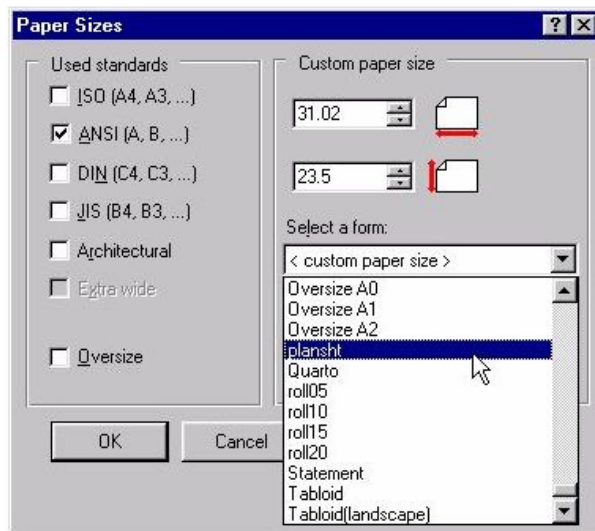 Paper Sizes
Used standards
ISO (A4, A3, ...)
ANSI (A, B, ...)
DIN (C4, C3, ...)
JIS (B4, B3, ...)
Architectural
Extra wide
Oversize
Custom paper size
31.02
23.5
Select a form:
< custom paper size >
Oversize A0
Oversize A1
Oversize A2
plansht
Quarto
roll05
roll10
roll15
roll20
Statement
Tabloid
Tabloid(landscape)
OK
Cancel